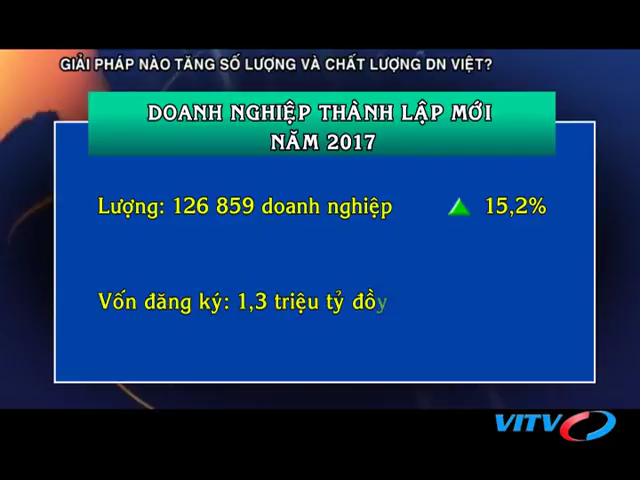 GIẢI PHÁP NÀO TĂNG SỐ LƯỢNG VÀ CHẤT LƯỢNG DN VIỆT?
DOANH NGHIỆP THÀNH LẬP MỚI
NĂM 2017
Lượng: 126 859 doanh nghiệp 15,2%
Vốn đăng ký: 1,3 triệu tỷ đồy
VITV